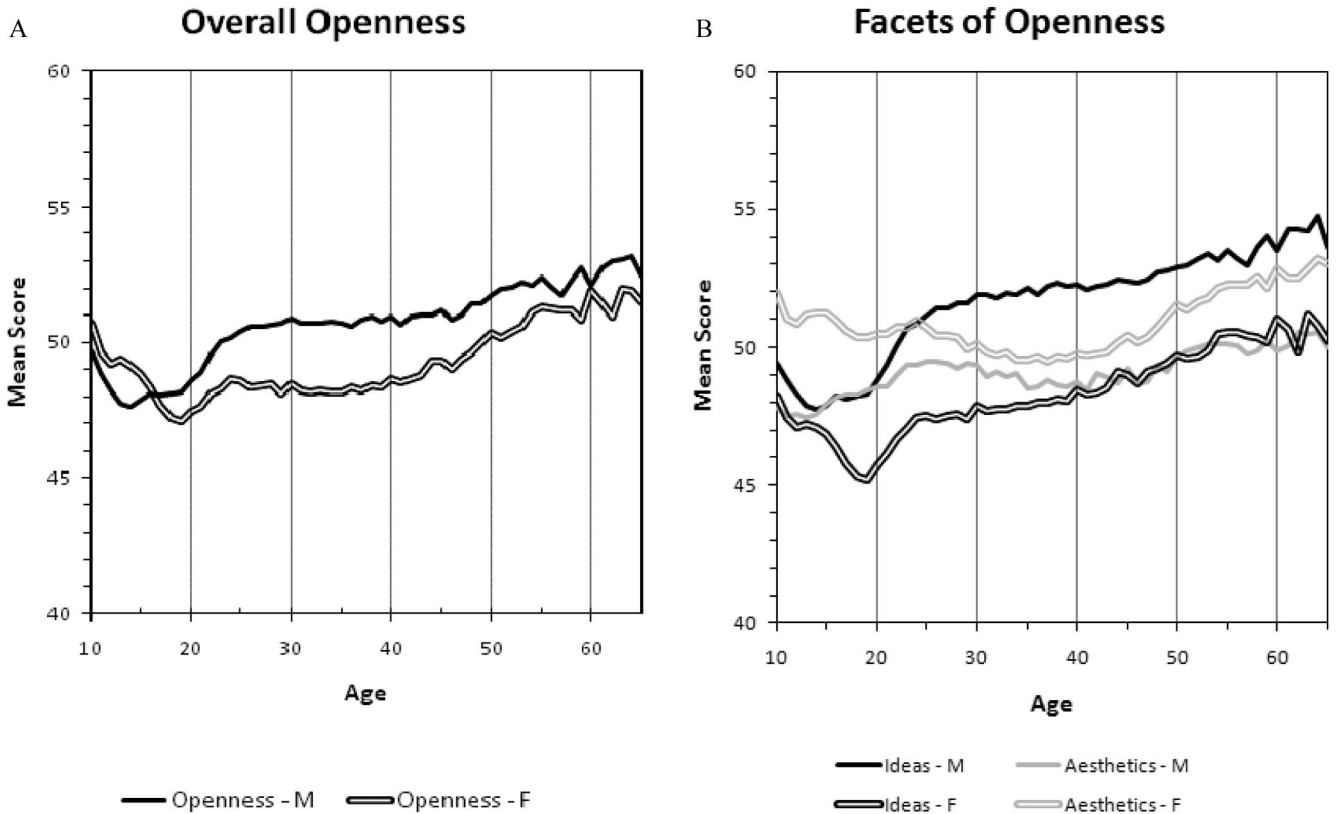 A
Overall Openness
60
55
50
45
40
Mean Score
10 20 30 40 50 60
Age
Openness - M Openness - F
B
Facets of Openness
60
55
50
45
40
Mean Score
10 20 30 40 50 60
Age
Ideas - M Aesthetics - M
Ideas - F Aesthetics - F